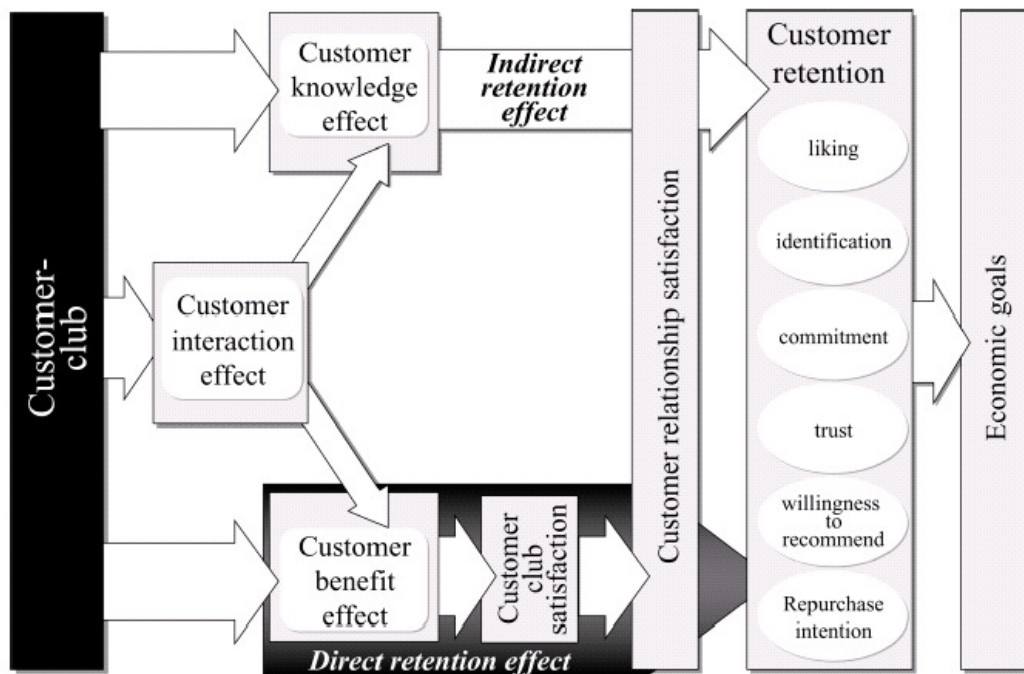 Customer-
club
Customer
knowledge
effect
Indirect
retention
effect
Customer
interaction
effect
Customer
benefit
effect
Customer
club
satisfaction
Direct retention effect
Customer relationship satisfaction
Customer
retention
liking
identification
commitment
trust
willingness
to
recommend
Repurchase
intention
Economic goals